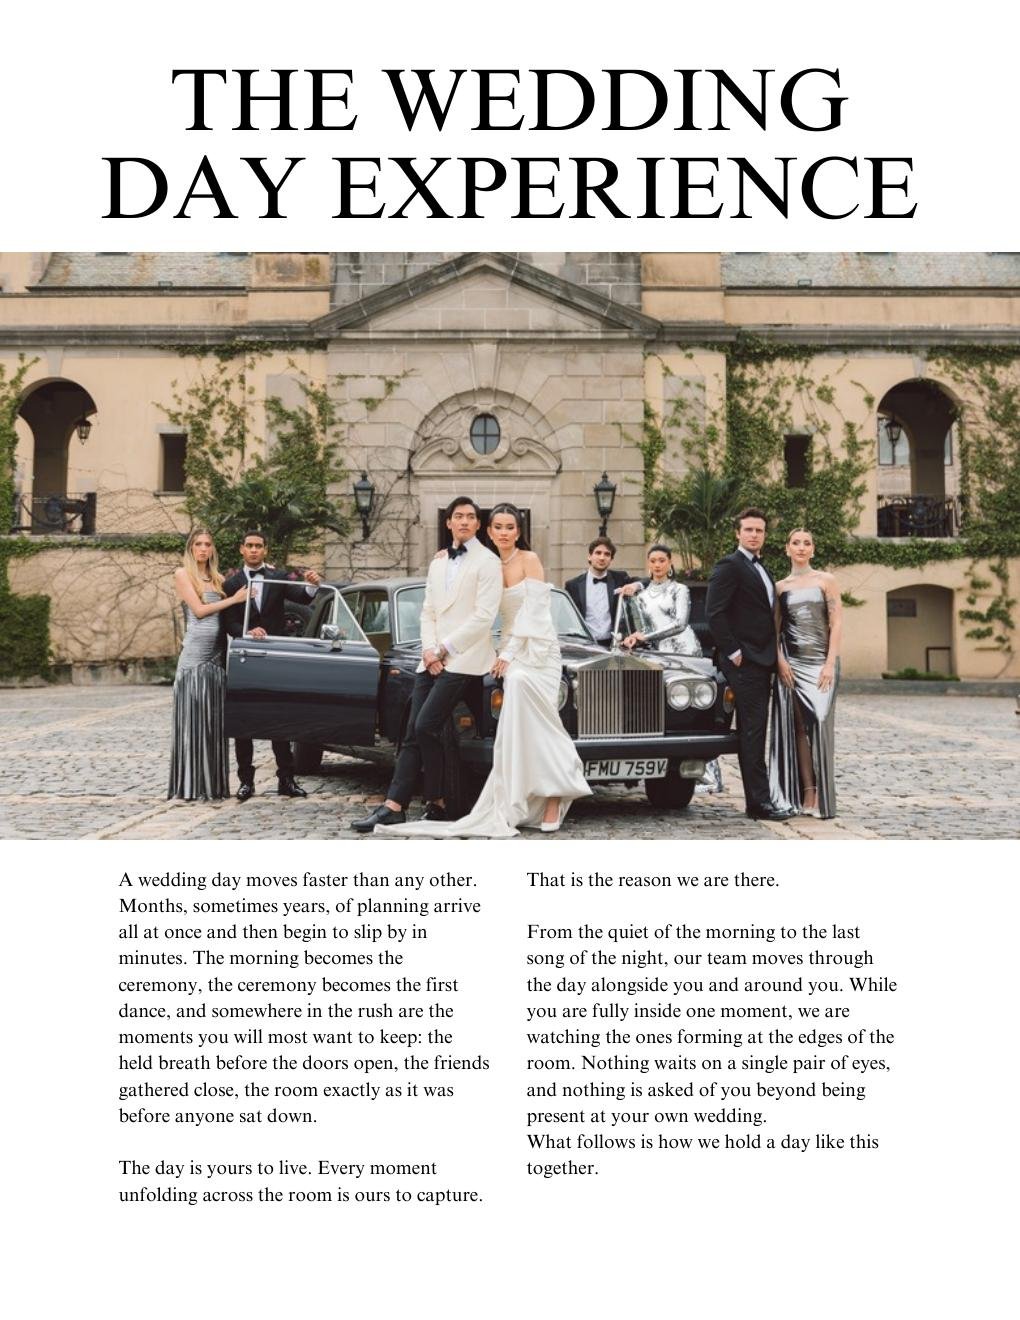 THE WEDDING
DAY EXPERIENCE
FMU 759V
A wedding day moves faster than any other.
Months, sometimes years, of planning arrive
all at once and then begin to slip by in
minutes. The morning becomes the
ceremony, the ceremony becomes the first
dance, and somewhere in the rush are the
moments you will most want to keep: the
held breath before the doors open, the friends
gathered close, the room exactly as it was
before anyone sat down.
The day is yours to live. Every moment
unfolding across the room is ours to capture.
That is the reason we are there.
From the quiet of the morning to the last
song of the night, our team moves through
the day alongside you and around you. While
you are fully inside one moment, we are
watching the ones forming at the edges of the
room. Nothing waits on a single pair of eyes,
and nothing is asked of you beyond being
present at your own wedding.
What follows is how we hold a day like this
together.